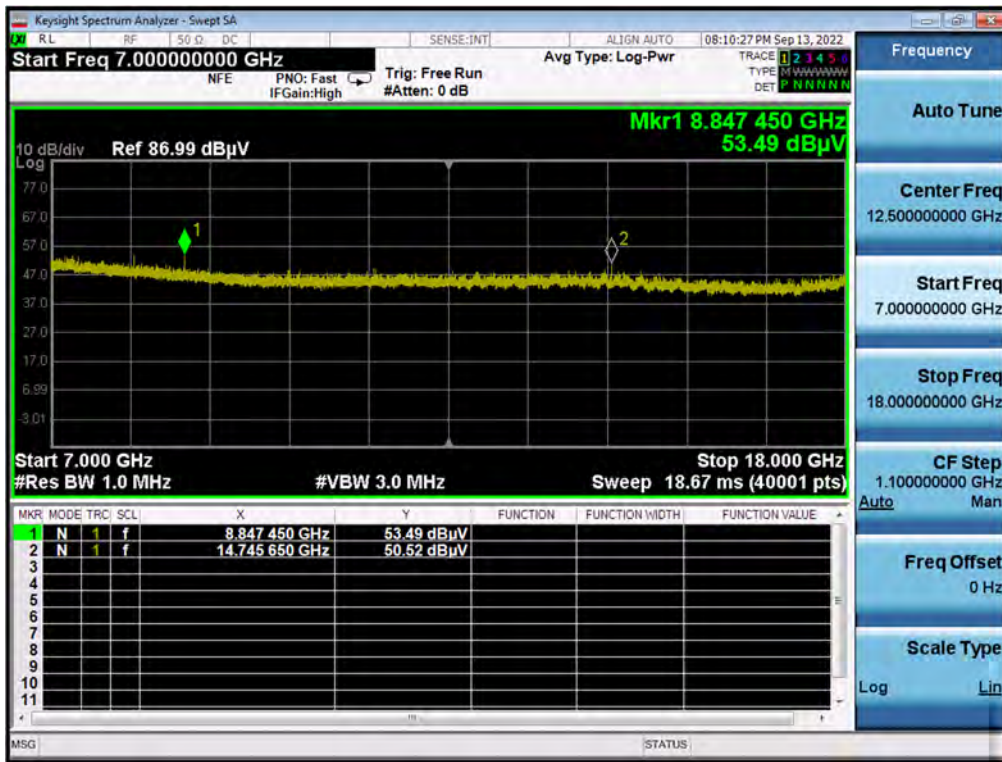 Keysight Spectrum Analyzer - Swept SA
LXI RL RF 50 Ω DC SENSE:INT ALIGN AUTO 08:10:27 PM Sep 13, 2022
Start Freq 7.000000000 GHz
NFE PNO: Fast IFGain:High Trig: Free Run #Atten: 0 dB
Avg Type: Log-Pwr
TRACE 1 2 3 4 5 6
TYPE M W W W W W
DET P N N N N N
Mkr1 8.847 450 GHz
53.49 dBµV
10 dB/div Ref 86.99 dBµV
Log
77.0
67.0
57.0
47.0
37.0
27.0
17.0
6.99
-3.01
1
2
Start 7.000 GHz Stop 18.000 GHz
#Res BW 1.0 MHz #VBW 3.0 MHz Sweep 18.67 ms (40001 pts)
MKR MODE TRC SCL X Y FUNCTION FUNCTION WIDTH FUNCTION VALUE
1 N 1 f 8.847 450 GHz 53.49 dBµV
2 N 1 f 14.745 650 GHz 50.52 dBµV
3
4
5
6
7
8
9
10
11
MSG STATUS
Frequency
Auto Tune
Center Freq
12.500000000 GHz
Start Freq
7.000000000 GHz
Stop Freq
18.000000000 GHz
CF Step
1.100000000 GHz
Auto Man
Freq Offset
0 Hz
Scale Type
Log Lin